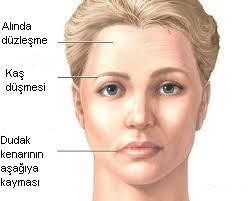 Alında
düzleşme
Kaş
düşmesi
Dudak
kenarının
aşağıya
kayması